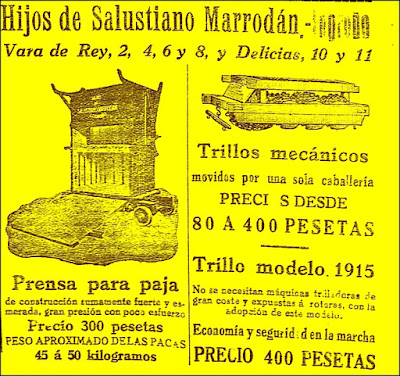 Hijos de Salustiano Marrodán.-
Vara de Rey, 2, 4, 6 y 8, y Delicias, 10 y 11
Prensa para paja
de construcción sumamente fuerte y es-
merada, gran presión con poco esfuerzo
Precio 300 pesetas
PESO APROXIMADO DE LAS PACAS
45 á 50 kilogramos
Trillos mecánicos
movidos por una sola caballería
PRECI S DESDE
80 A 400 PESETAS
Trillo modelo. 1915
No se necesitan máquinas trilladoras de
gran coste y expuestas á roturas, con la
adopción de este modelo.
Economía y segurid d en la marcha
PRECIO 400 PESETAS